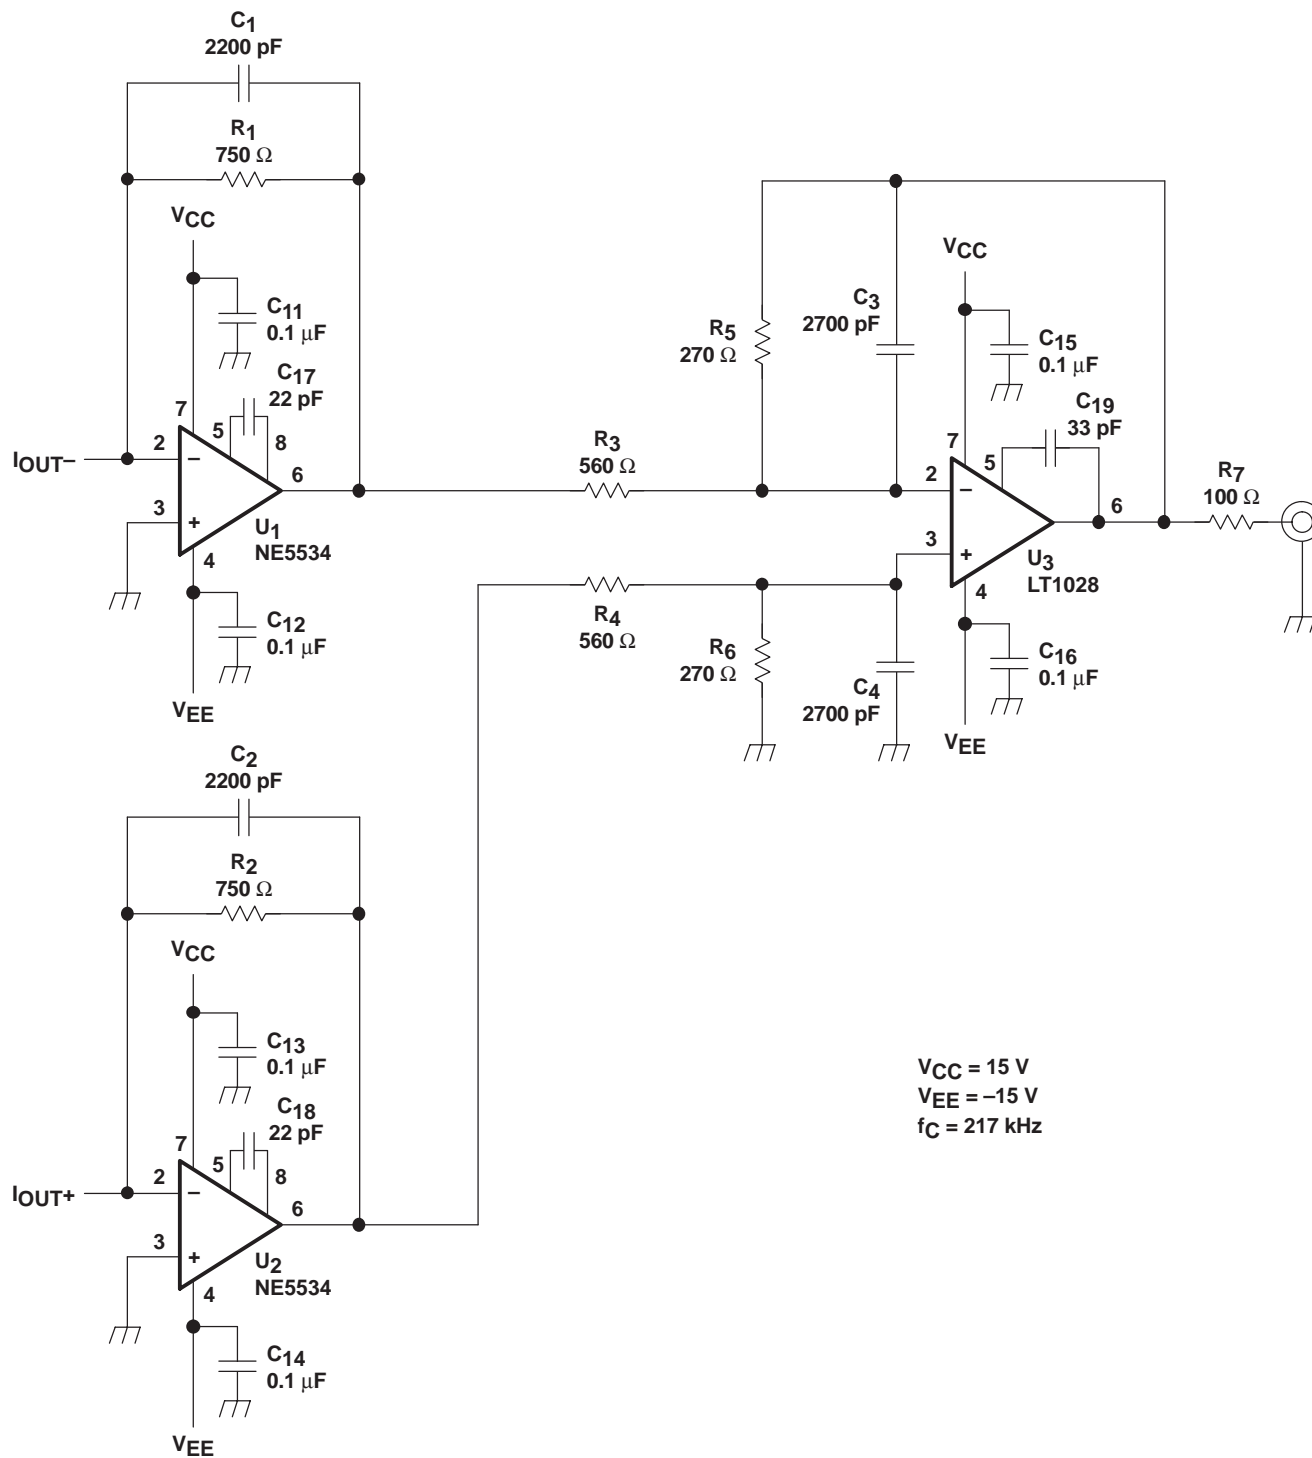 C1
2200 pF
R1
750 Ω
VCC
C11
0.1 μF
C17
22 pF
7
5
8
2
IOUT–
–
6
3
+
U1
NE5534
4
C12
0.1 μF
VEE
R3
560 Ω
R5
270 Ω
C3
2700 pF
VCC
C15
0.1 μF
C19
33 pF
7
5
2
–
6
R7
100 Ω
3
+
U3
LT1028
4
R4
560 Ω
R6
270 Ω
C4
2700 pF
C16
0.1 μF
VEE
C2
2200 pF
R2
750 Ω
VCC
C13
0.1 μF
C18
22 pF
7
5
8
2
IOUT+
–
6
3
+
U2
NE5534
4
C14
0.1 μF
VEE
VCC = 15 V
VEE = –15 V
fC = 217 kHz